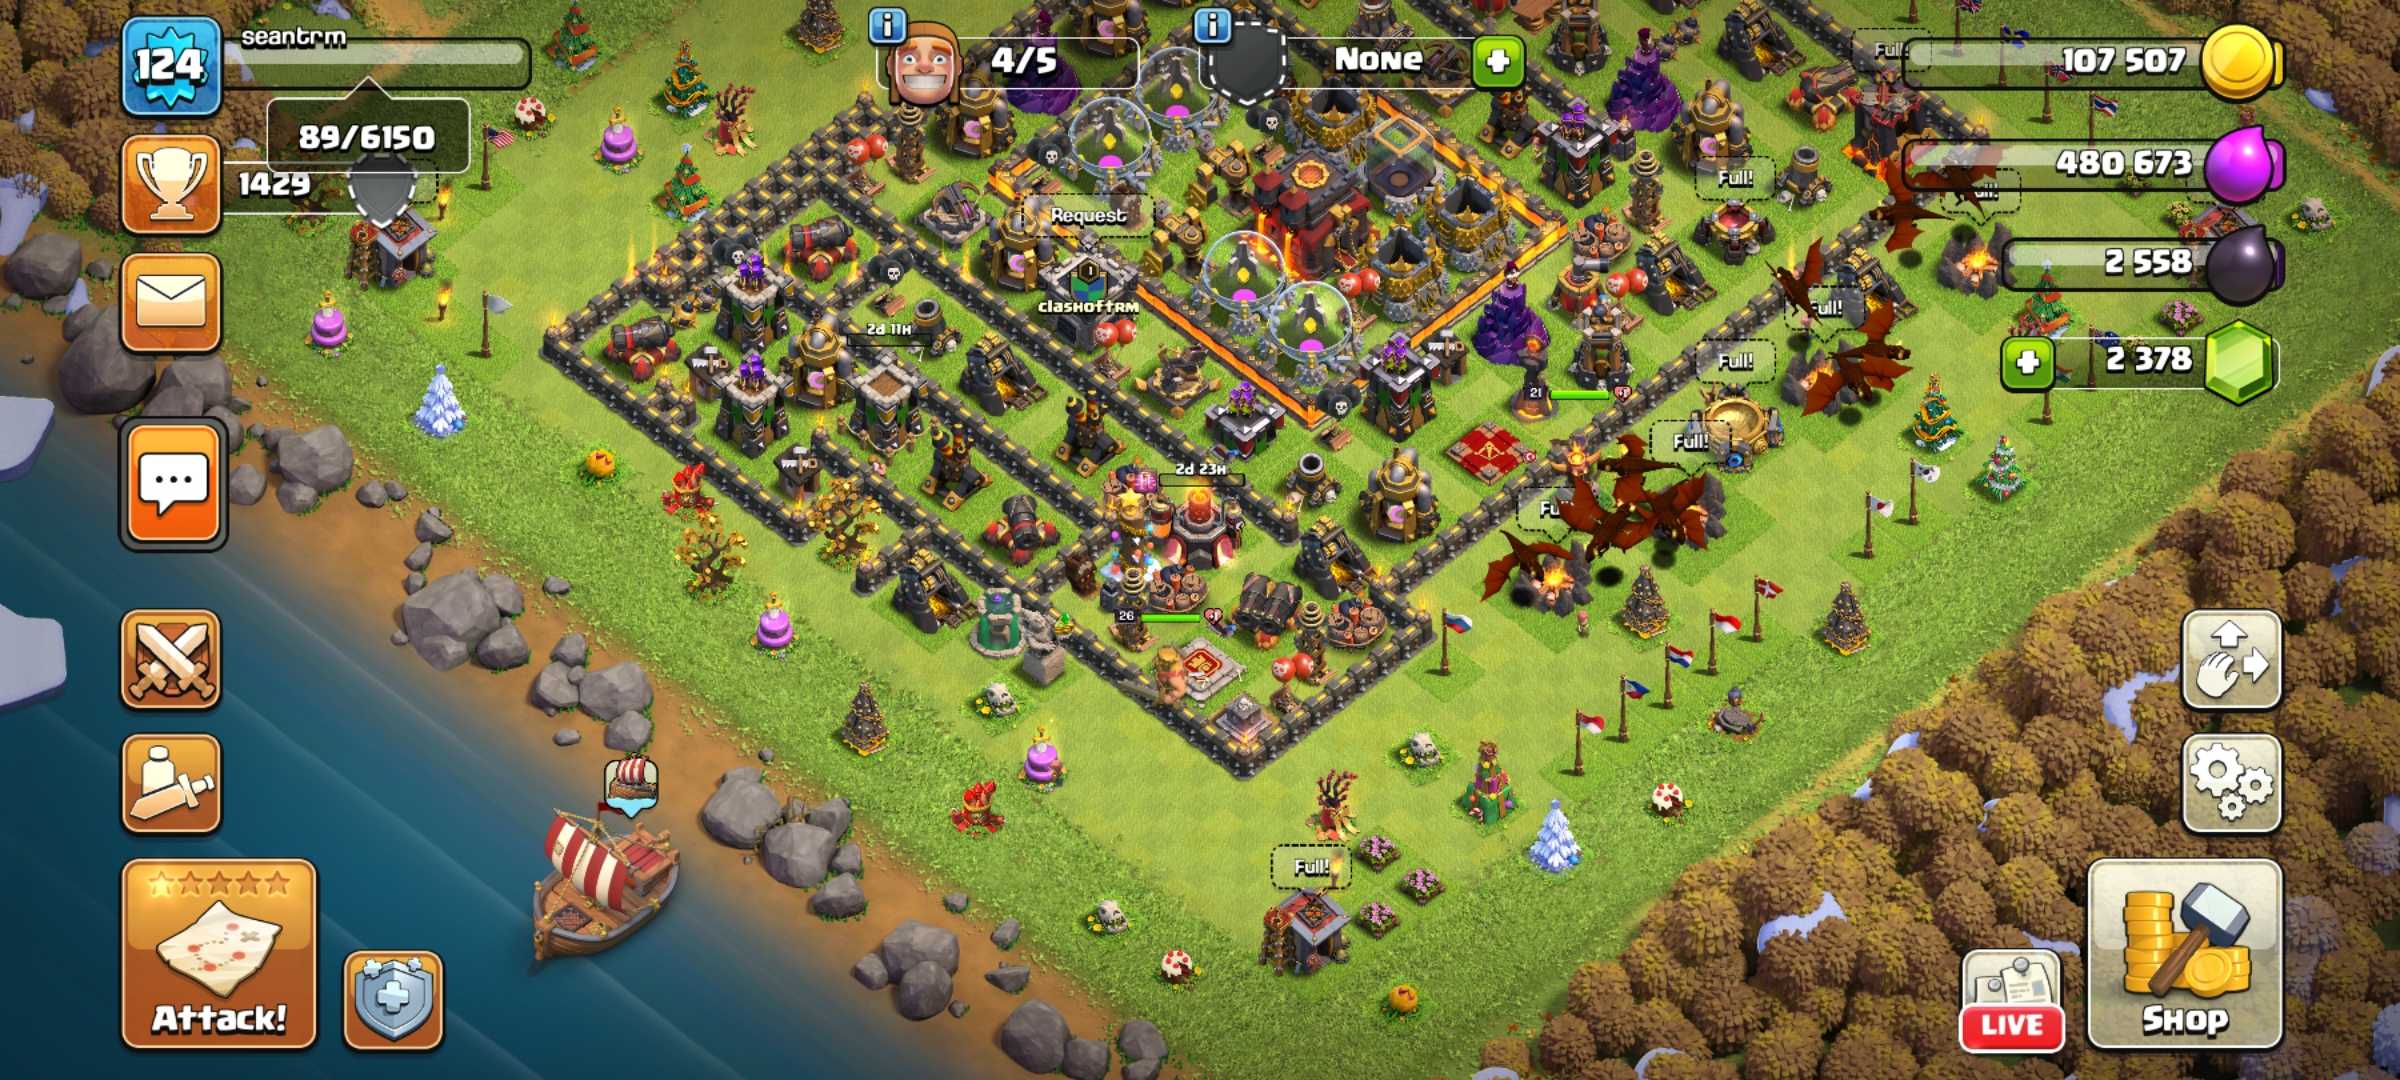 124
seantrm
4/5
None
107 507
89/6150
1429
480 673
2 558
2 378
Full!
Full!
Request
clashoftrm
Full!
2d 11H
Full!
21
Full!
2d 23H
26
Full!
Attack!
LIVE
Shop